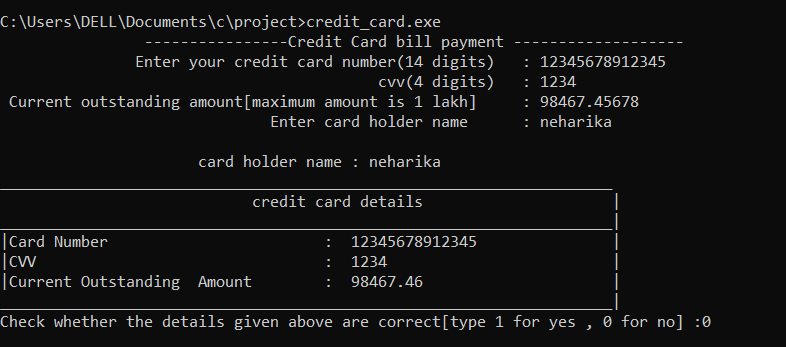 C:\Users\DELL\Documents\c\project>credit_card.exe
----------------Credit Card bill payment -------------------
Enter your credit card number(14 digits)   : 12345678912345
cvv(4 digits)   : 1234
Current outstanding amount[maximum amount is 1 lakh]     : 98467.45678
Enter card holder name      : neharika
card holder name : neharika
credit card details
|Card Number                        :  12345678912345               |
|CVV                                :  1234                         |
|Current Outstanding  Amount        :  98467.46                     |
Check whether the details given above are correct[type 1 for yes , 0 for no] :0